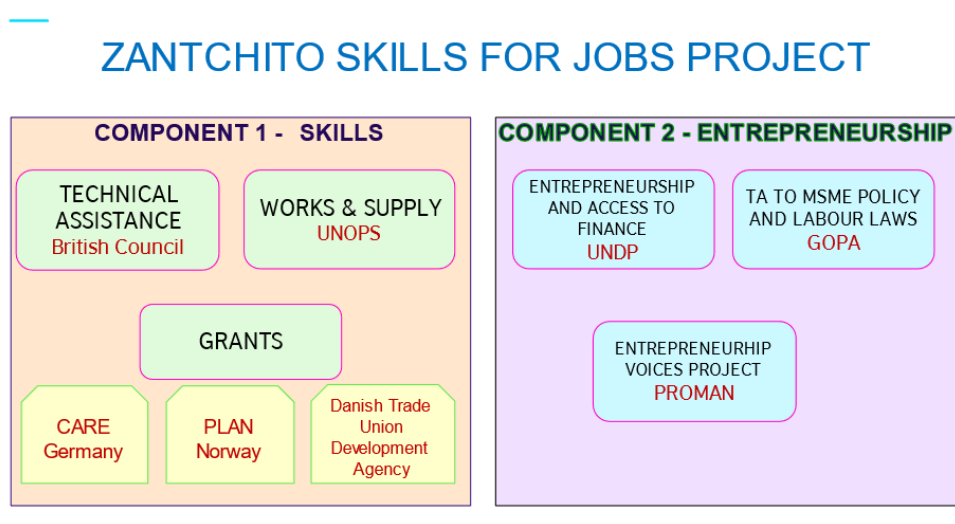 ZANTCHITO SKILLS FOR JOBS PROJECT
COMPONENT 1 - SKILLS
TECHNICAL
ASSISTANCE
British Council
WORKS & SUPPLY
UNOPS
GRANTS
CARE
Germany
PLAN
Norway
Danish Trade
Union
Development
Agency
COMPONENT 2 - ENTREPRENEURSHIP
ENTREPRENEURSHIP
AND ACCESS TO
FINANCE
UNDP
TA TO MSME POLICY
AND LABOUR LAWS
GOPA
ENTREPRENEURHIP
VOICES PROJECT
PROMAN